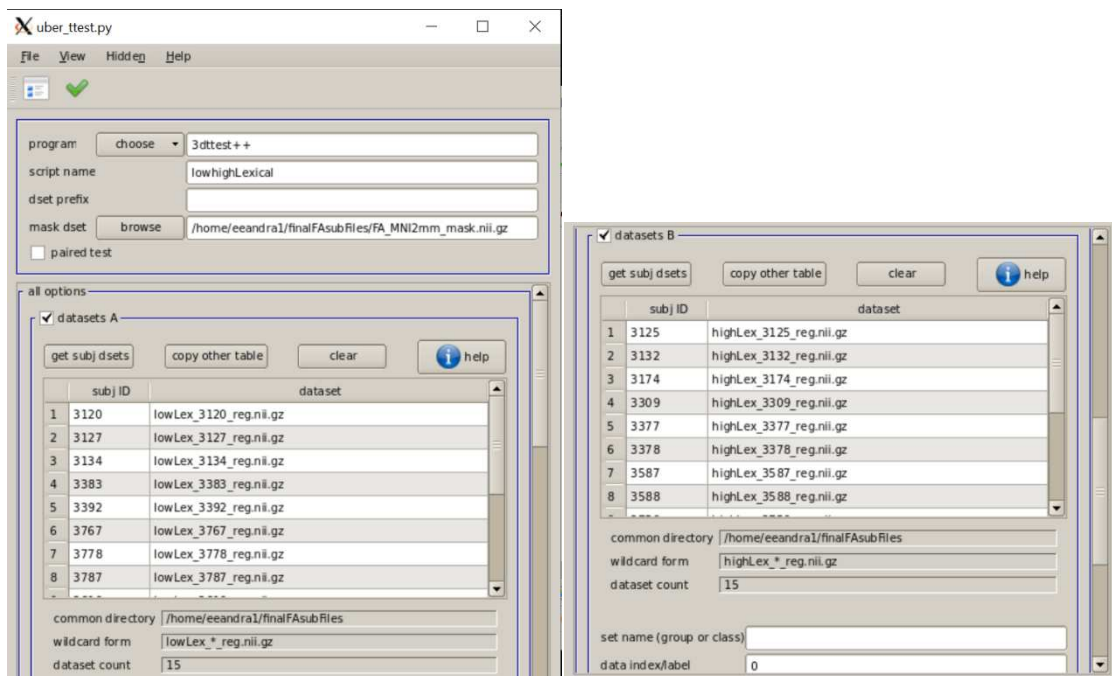 uber_ttest.py
File View Hidden Help
program choose 3dttest++
script name lowhighLexical
dset prefix
mask dset browse /home/eeandra1/finalFAsubFiles/FA_MNI2mm_mask.nii.gz
paired test
all options
datasets A
get subj dsets copy other table clear help
subj ID dataset
1 3120 lowLex_3120_reg.nii.gz
2 3127 lowLex_3127_reg.nii.gz
3 3134 lowLex_3134_reg.nii.gz
4 3383 lowLex_3383_reg.nii.gz
5 3392 lowLex_3392_reg.nii.gz
6 3767 lowLex_3767_reg.nii.gz
7 3778 lowLex_3778_reg.nii.gz
8 3787 lowLex_3787_reg.nii.gz
common directory /home/eeandra1/finalFAsubFiles
wildcard form lowLex_*_reg.nii.gz
dataset count 15
datasets B
get subj dsets copy other table clear help
subj ID dataset
1 3125 highLex_3125_reg.nii.gz
2 3132 highLex_3132_reg.nii.gz
3 3174 highLex_3174_reg.nii.gz
4 3309 highLex_3309_reg.nii.gz
5 3377 highLex_3377_reg.nii.gz
6 3378 highLex_3378_reg.nii.gz
7 3587 highLex_3587_reg.nii.gz
8 3588 highLex_3588_reg.nii.gz
common directory /home/eeandra1/finalFAsubFiles
wildcard form highLex_*_reg.nii.gz
dataset count 15
set name (group or class)
data index/label 0